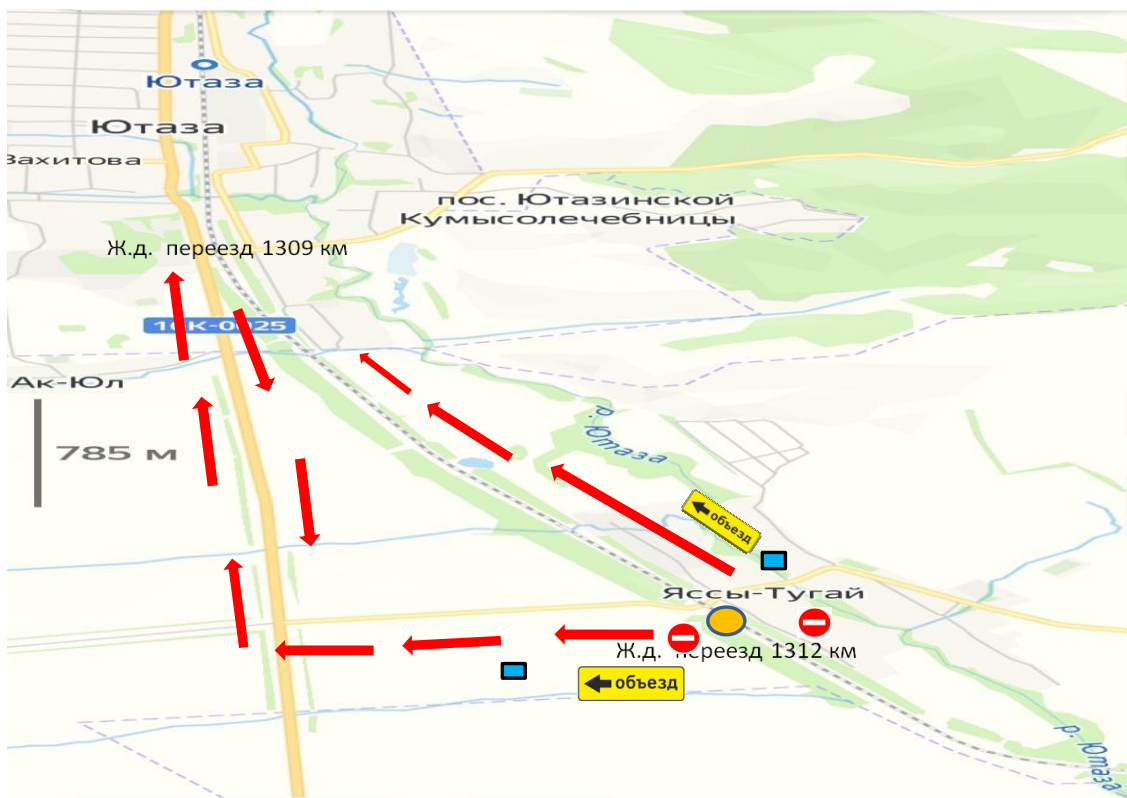 Ютаза
Ютаза
Вахитова
пос. Ютазинской
Кумысолечебницы
Ж.д. переезд 1309 км
16К-0025
Ак-Юл
785 м
р. Ютаза
объезд
Яссы-Тугай
Ж.д. переезд 1312 км
объезд
р. Ютаза